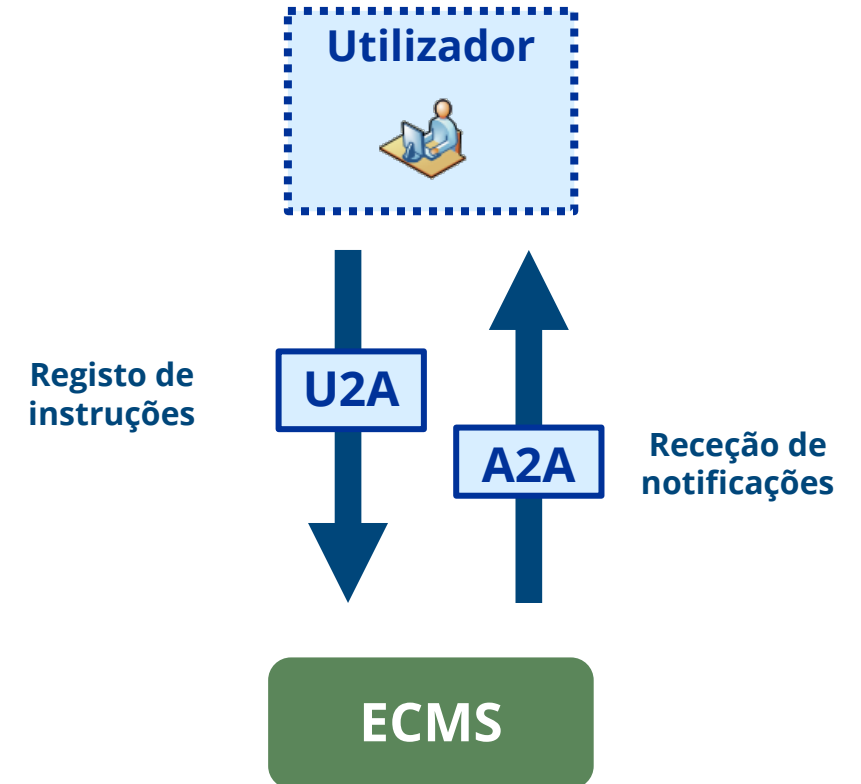 Utilizador
Registo de
instruções
U2A
A2A
Receção de
notificações
ECMS